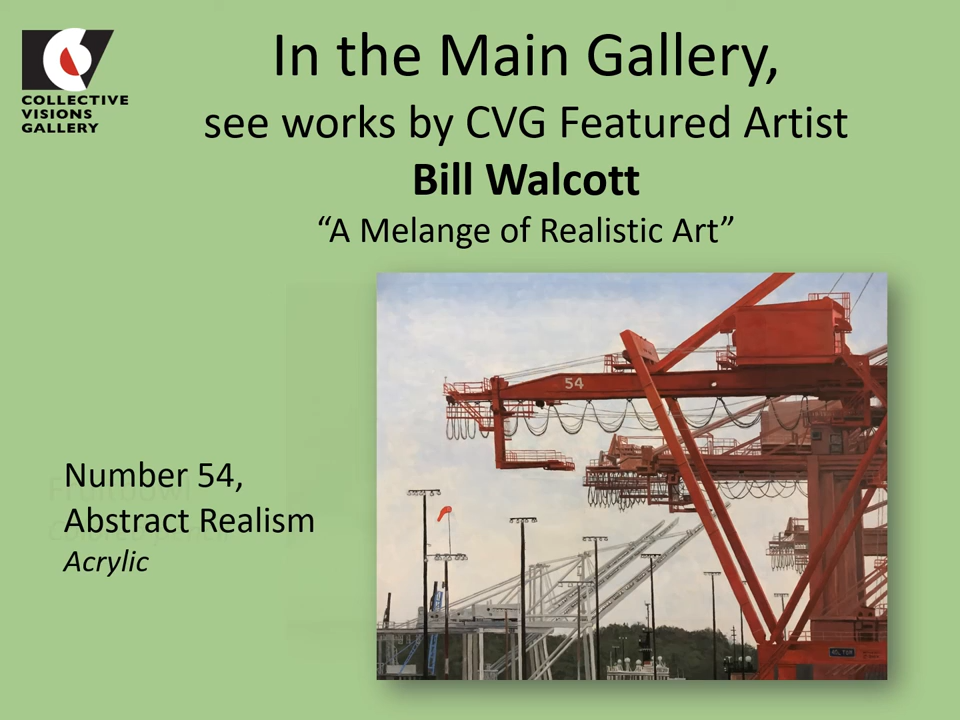 COLLECTIVE
VISIONS
GALLERY
In the Main Gallery,
see works by CVG Featured Artist
Bill Walcott
“A Melange of Realistic Art”
54
Number 54,
Abstract Realism
Acrylic
Fruitbowl